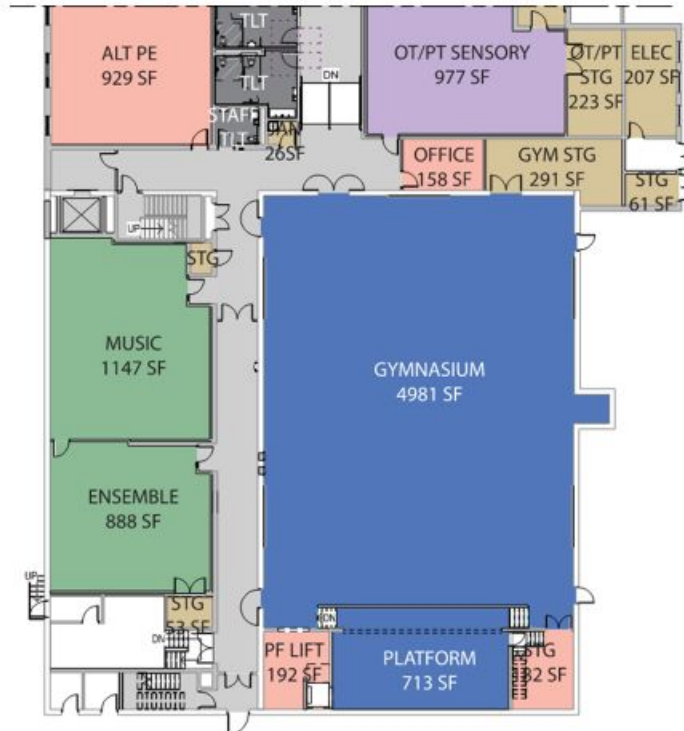 TLT
ALT PE
929 SF
TLT
DN
OT/PT SENSORY
977 SF
OT/PT
STG
223 SF
ELEC
207 SF
STAFF
TLT
JAN
26SF
OFFICE
158 SF
GYM STG
291 SF
STG
61 SF
UP
STG
MUSIC
1147 SF
GYMNASIUM
4981 SF
ENSEMBLE
888 SF
UP
STG
53 SF
DN
DN
PF LIFT
192 SF
PLATFORM
713 SF
STG